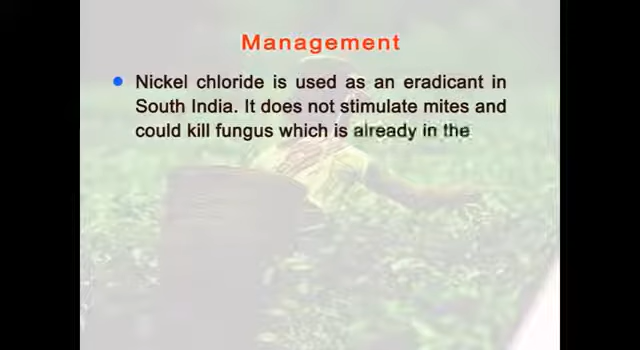 Management
Nickel chloride is used as an eradicant in
South India. It does not stimulate mites and
could kill fungus which is already in the